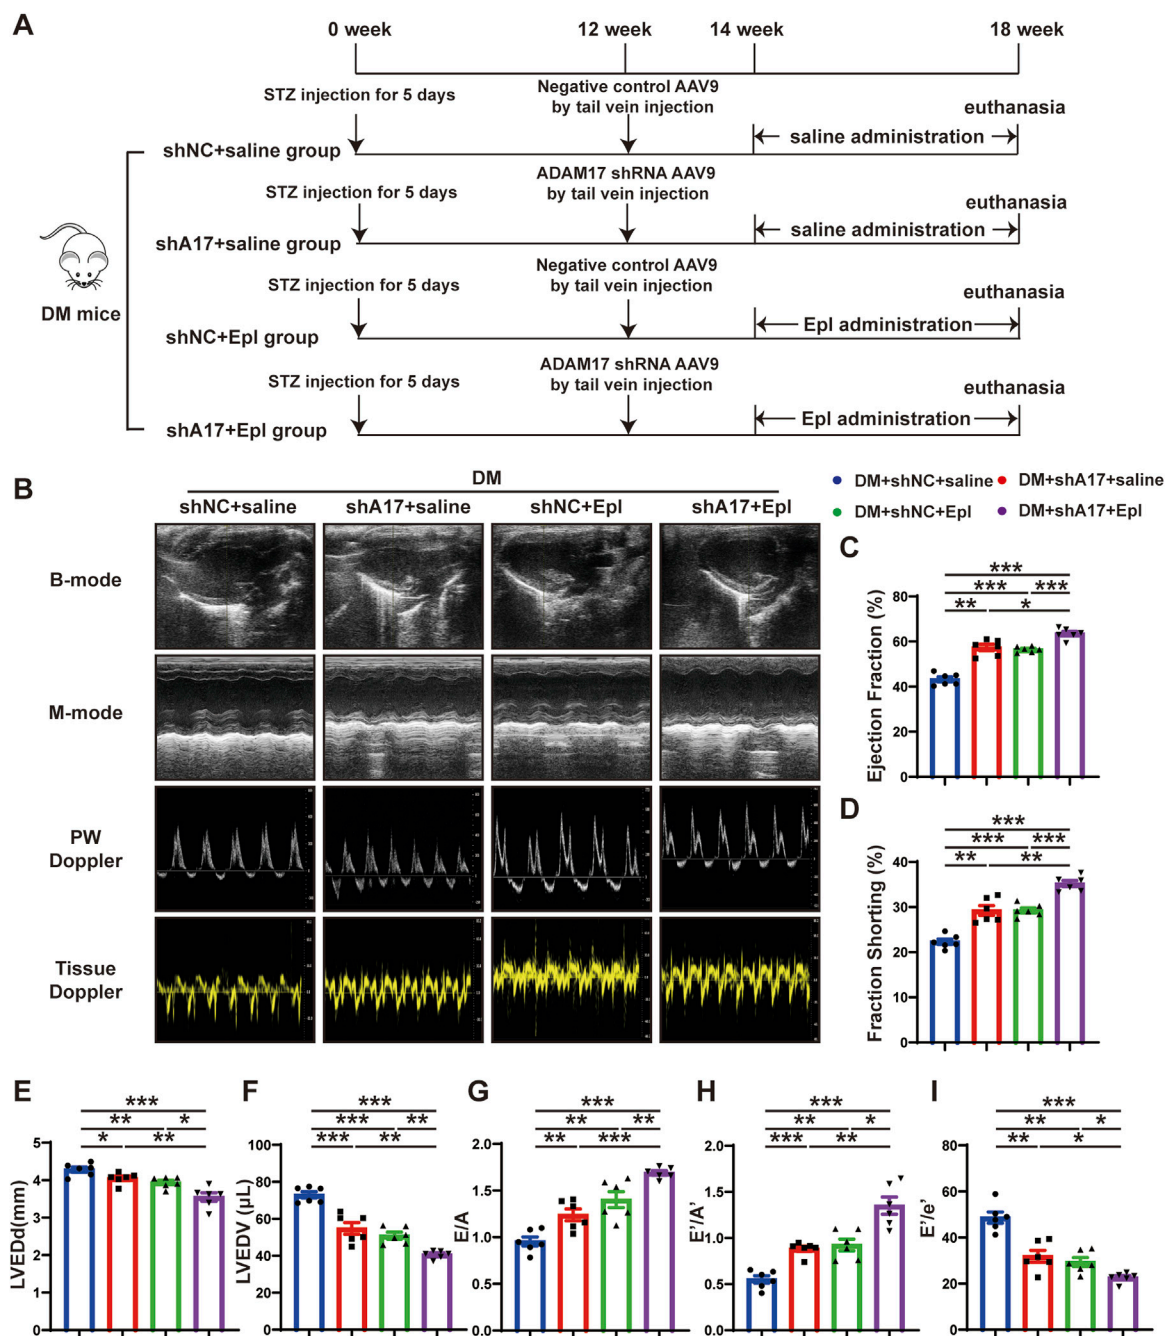 A
0 week 12 week 14 week 18 week
STZ injection for 5 days
Negative control AAV9
by tail vein injection
euthanasia
saline administration
shNC+saline group
STZ injection for 5 days
ADAM17 shRNA AAV9
by tail vein injection
euthanasia
saline administration
shA17+saline group
DM mice
STZ injection for 5 days
Negative control AAV9
by tail vein injection
euthanasia
Epl administration
shNC+Epl group
STZ injection for 5 days
ADAM17 shRNA AAV9
by tail vein injection
euthanasia
Epl administration
shA17+Epl group
B
DM
shNC+saline shA17+saline shNC+Epl shA17+Epl
B-mode
M-mode
PW
Doppler
Tissue
Doppler
DM+shNC+saline DM+shA17+saline
DM+shNC+Epl DM+shA17+Epl
C
***
*** ***
** *
Ejection Fraction (%)
80
60
40
20
0
D
***
*** ***
** **
Fraction Shorting (%)
40
30
20
10
0
E
***
** *
* **
LVEDd(mm)
5
4
3
2
1
0
F
***
*** **
*** **
LVEDV (μL)
100
80
60
40
20
0
G
***
** **
** ***
E/A
2.0
1.5
1.0
0.5
0.0
H
***
** *
*** **
E'/A'
2.0
1.5
1.0
0.5
0.0
I
***
** *
** *
E'/e'
80
60
40
20
0